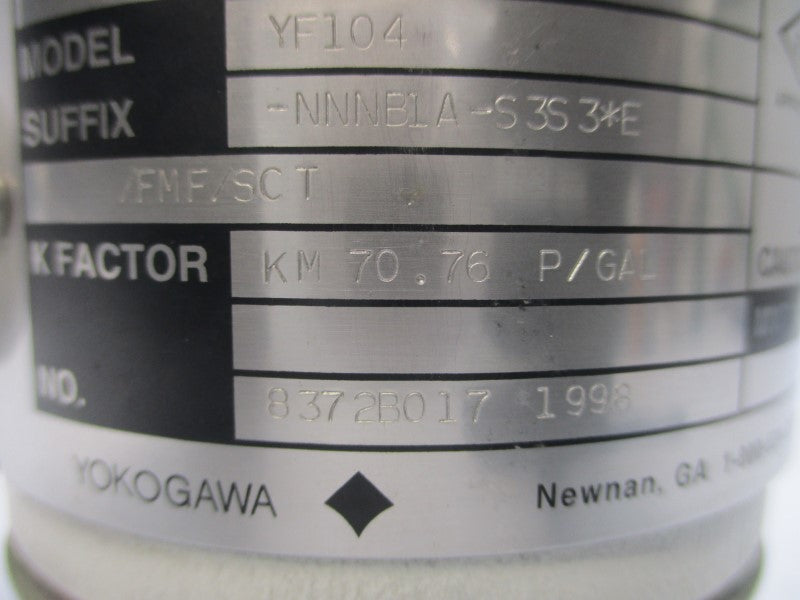 MODEL YF104
SUFFIX -NNNB1A-S3S3*E
/FMF/SCT
K FACTOR KM 70.76 P/GAL
NO. 8372B017 1998
YOKOGAWA Newnan, GA